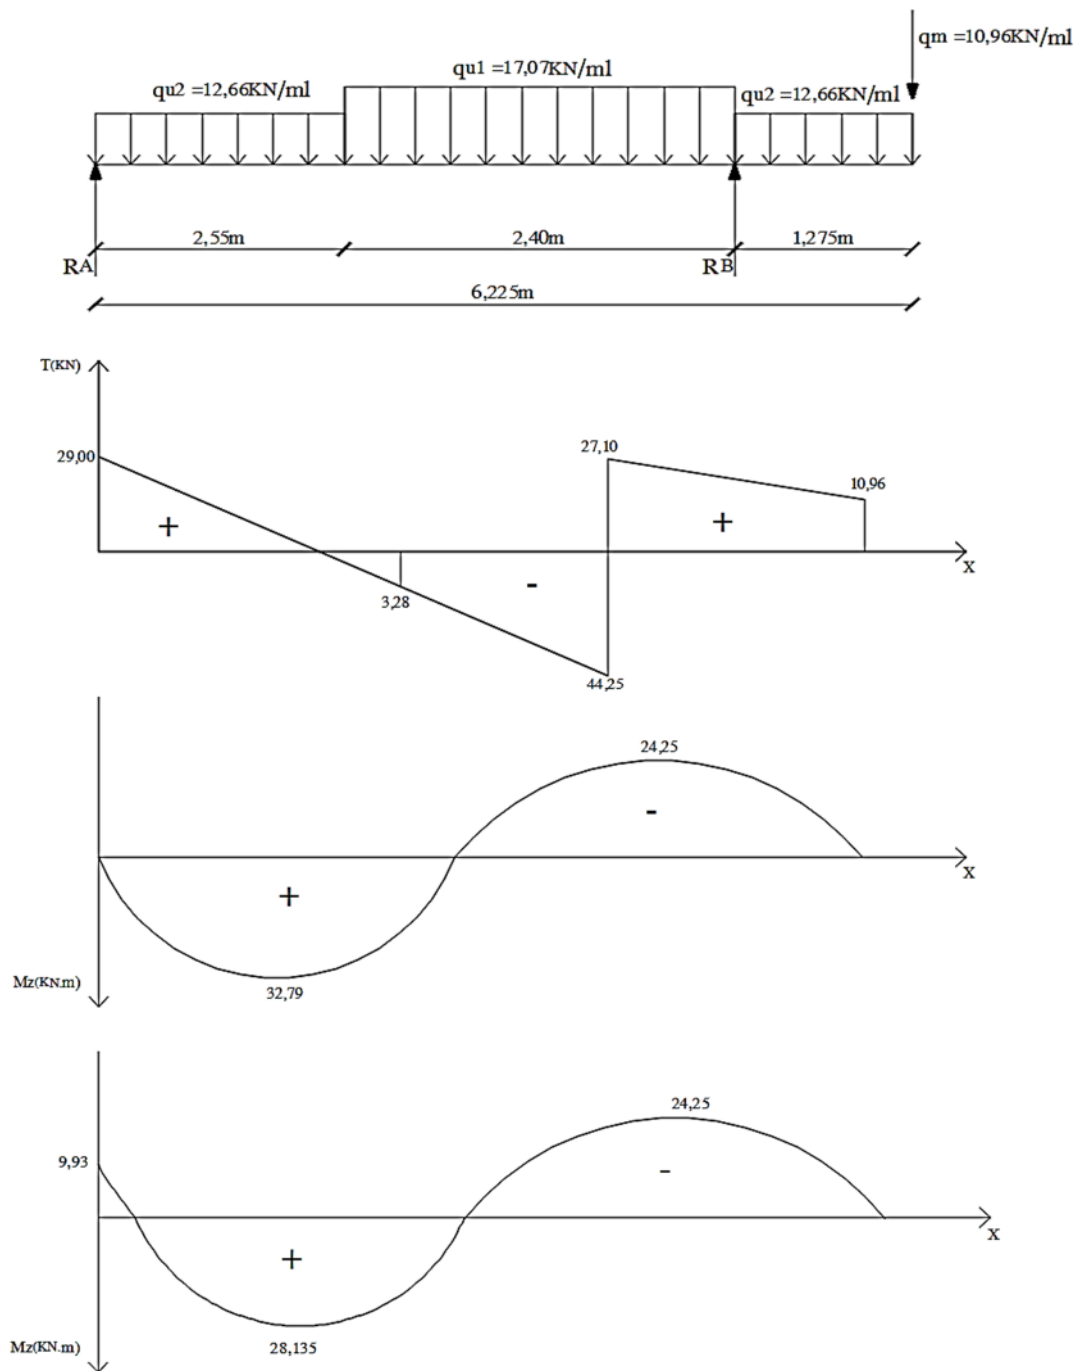 qm =10,96KN/ml
qu1 =17,07KN/ml
qu2 =12,66KN/ml
qu2 =12,66KN/ml
2,55m
2,40m
1,275m
RA
RB
6,225m
T(KN)
29,00
27,10
10,96
+
+
-
x
3,28
44,25
24,25
-
x
+
Mz(KN.m)
32,79
24,25
9,93
-
x
+
Mz(KN.m)
28,135